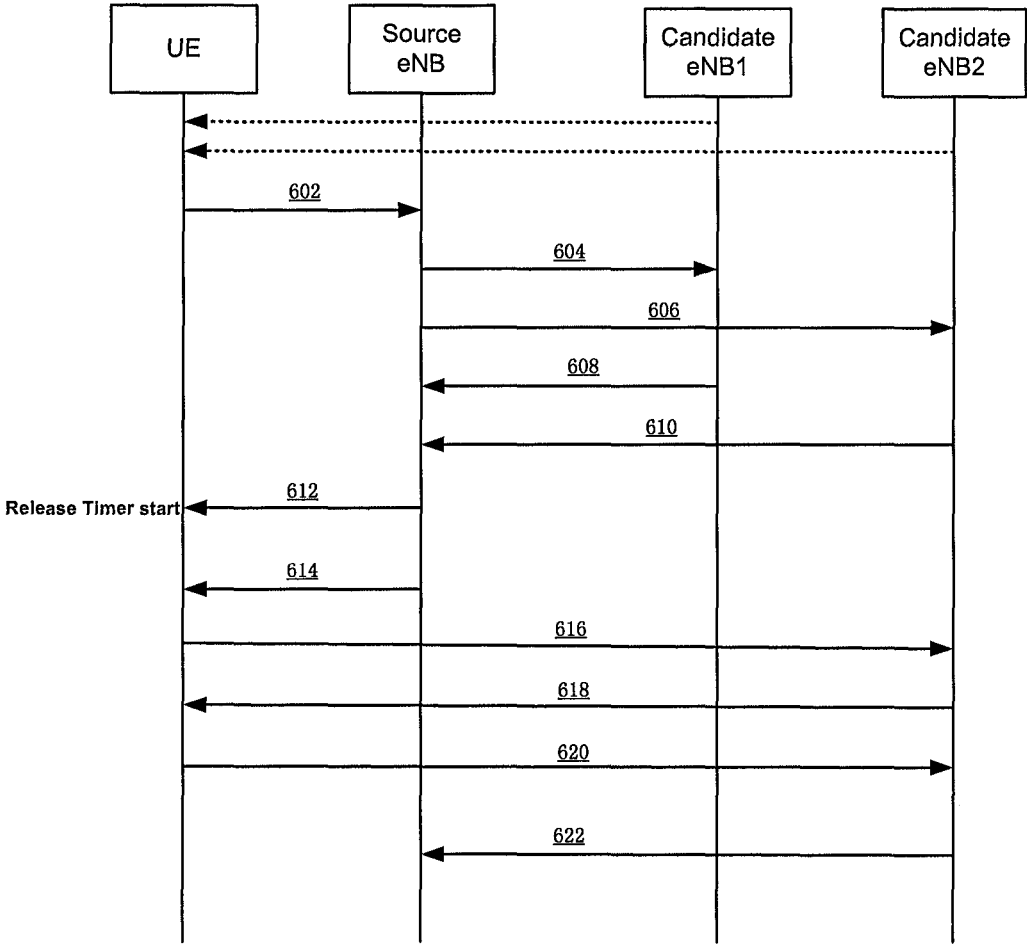 UE
Source
eNB
Candidate
eNB1
Candidate
eNB2
602
604
606
608
610
612
Release Timer start
614
616
618
620
622